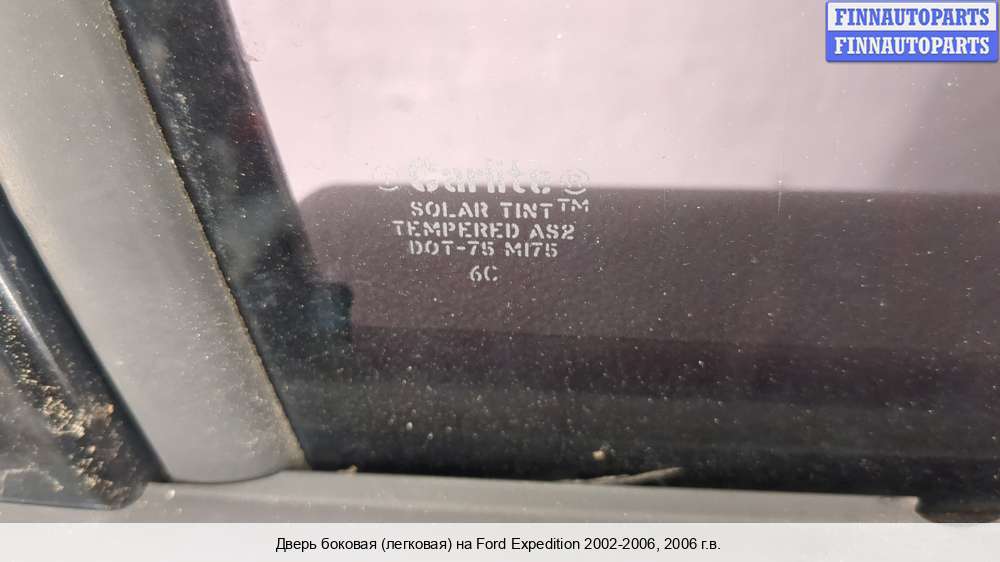 FINNAUTOPARTS
FINNAUTOPARTS
Carlite
SOLAR TINT™
TEMPERED AS2
DOT-75 M175
6C
Дверь боковая (легковая) на Ford Expedition 2002-2006, 2006 г.в.